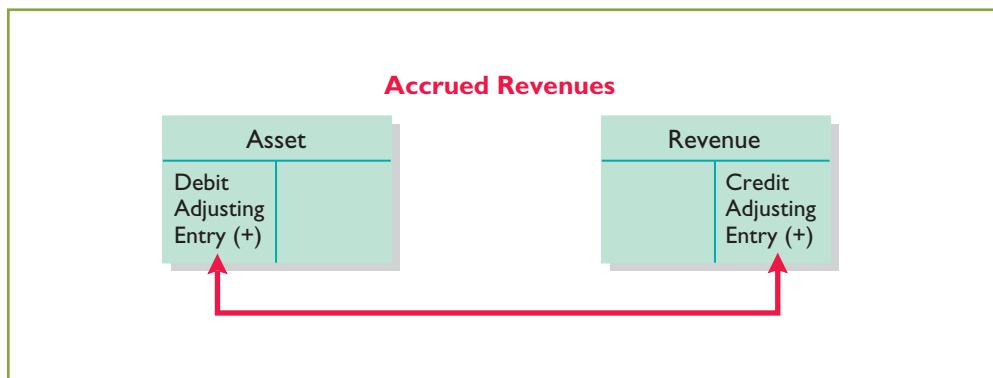 Accrued Revenues
Asset
Debit
Adjusting
Entry (+)
Revenue
Credit
Adjusting
Entry (+)